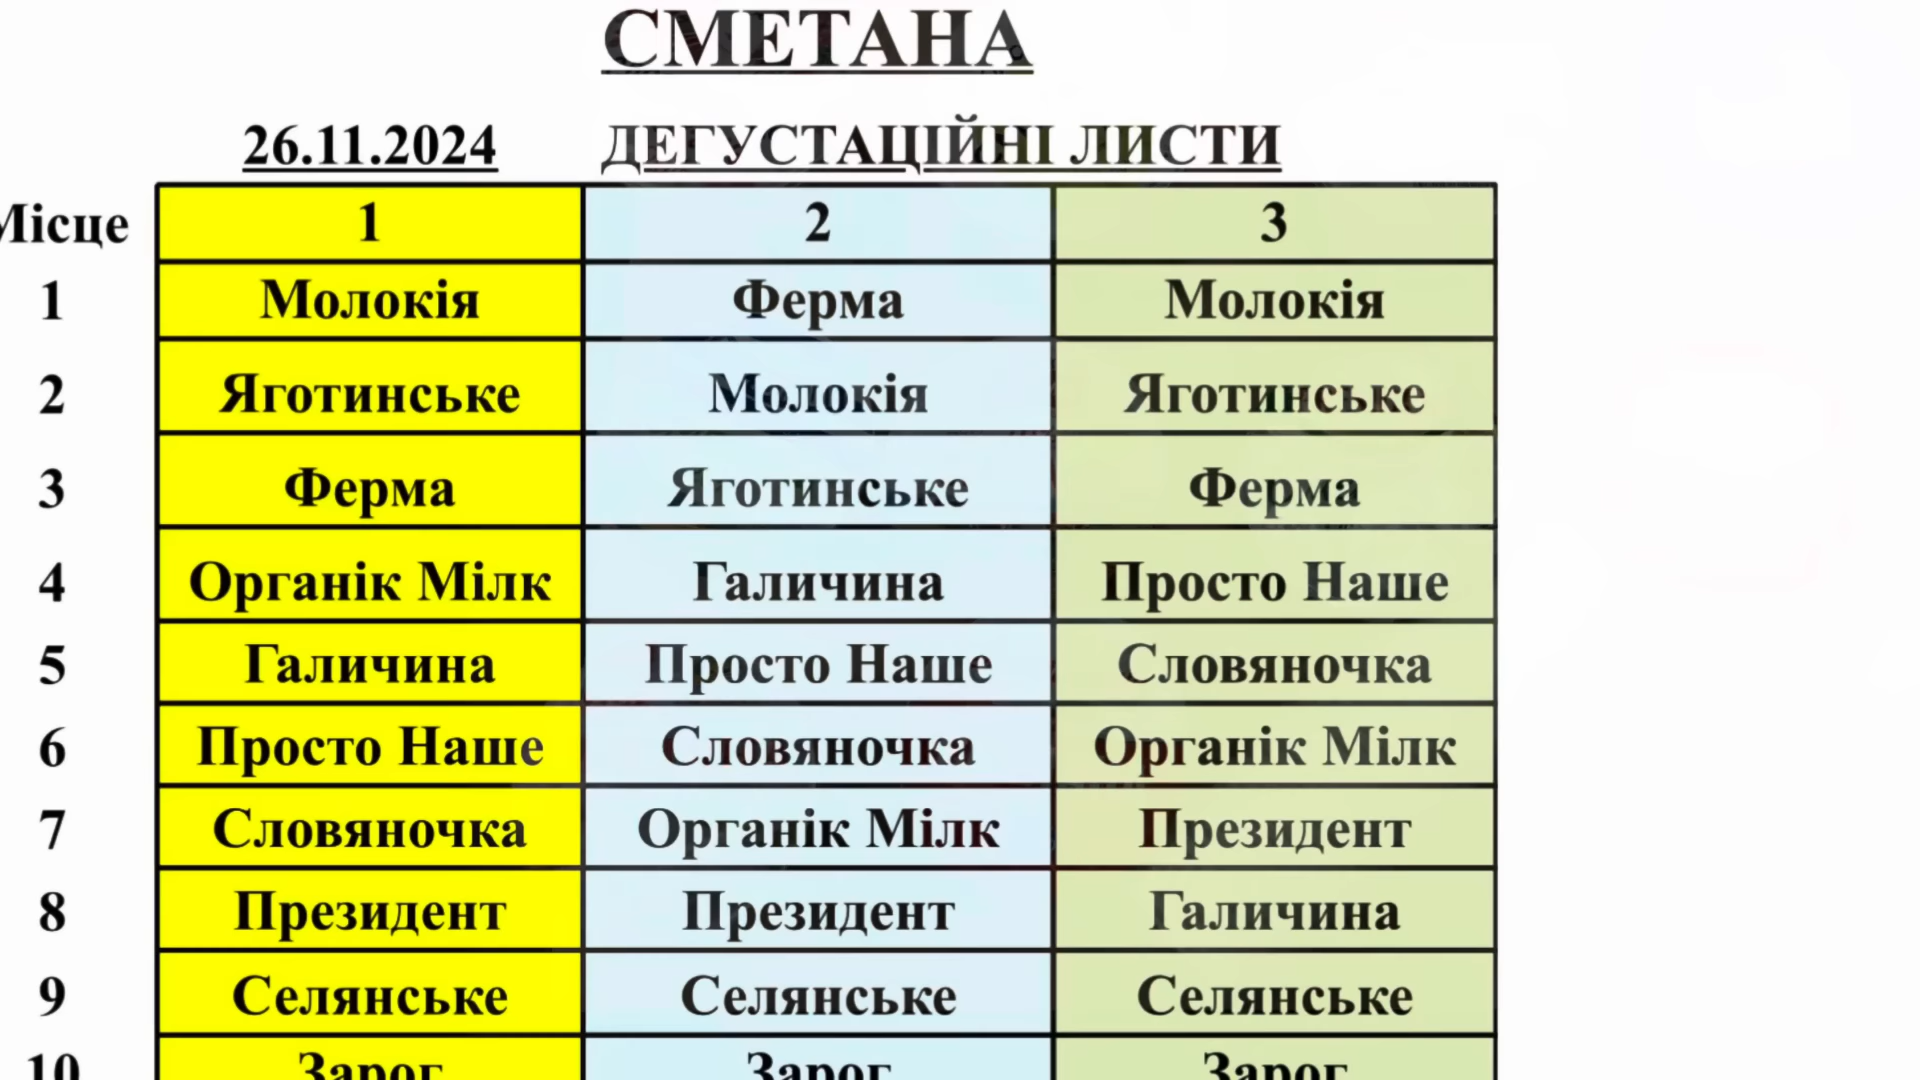 СМЕТАНА
26.11.2024 ДЕГУСТАЦІЙНІ ЛИСТИ
Місце 1 2 3
1 Молокія Ферма Молокія
2 Яготинське Молокія Яготинське
3 Ферма Яготинське Ферма
4 Органік Мілк Галичина Просто Наше
5 Галичина Просто Наше Словяночка
6 Просто Наше Словяночка Органік Мілк
7 Словяночка Органік Мілк Президент
8 Президент Президент Галичина
9 Селянське Селянське Селянське
10 Зарог Зарог Зарог